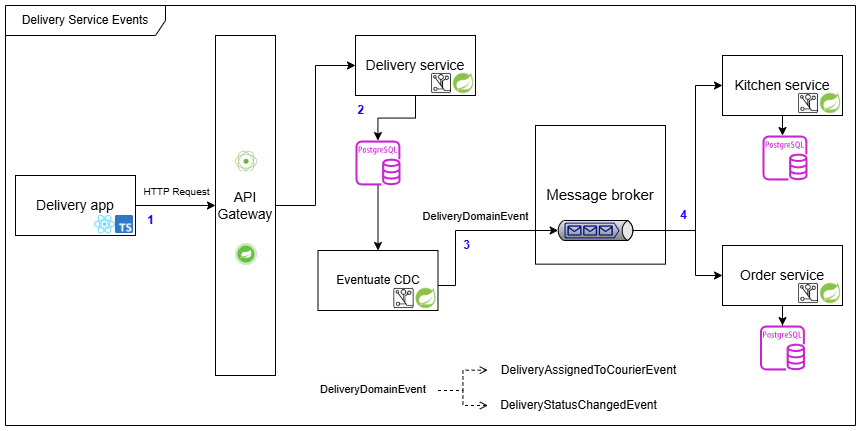 Delivery Service Events
Delivery app
TS
HTTP Request
1
API
Gateway
Delivery service
2
PostgreSQL
Eventuate CDC
DeliveryDomainEvent
3
Message broker
4
Kitchen service
PostgreSQL
Order service
PostgreSQL
DeliveryDomainEvent
DeliveryAssignedToCourierEvent
DeliveryStatusChangedEvent